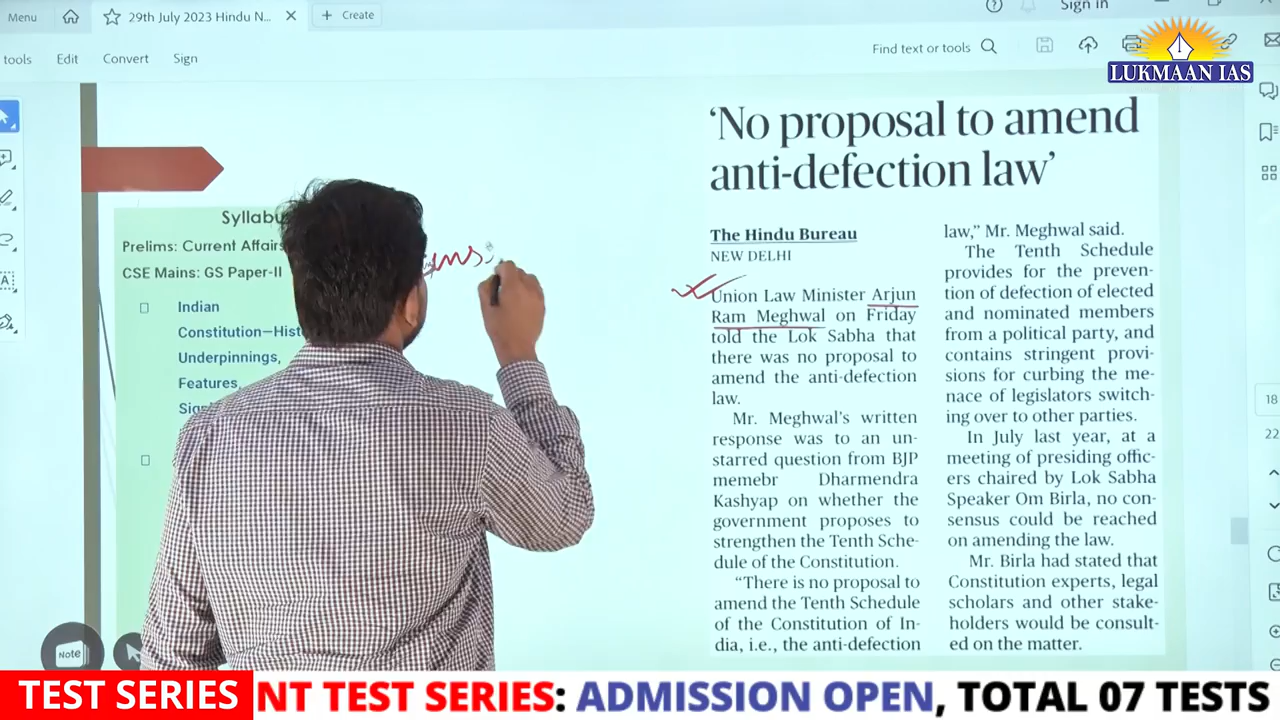 Menu
29th July 2023 Hindu N...
Create
Sign in
tools
Edit
Convert
Sign
Find text or tools
LUKMAAN IAS
Prelims: Current Affairs
CSE Mains: GS Paper-II
Indian
Underpinnings,
Features,
18
22
Note
‘No proposal to amend
anti-defection law’
The Hindu Bureau
NEW DELHI
Union Law Minister Arjun
Ram Meghwal on Friday
told the Lok Sabha that
there was no proposal to
amend the anti-defection
law.
Mr. Meghwal’s written
response was to an un-
starred question from BJP
memebr Dharmendra
Kashyap on whether the
government proposes to
strengthen the Tenth Sche-
dule of the Constitution.
“There is no proposal to
amend the Tenth Schedule
of the Constitution of In-
dia, i.e., the anti-defection
law,” Mr. Meghwal said.
The Tenth Schedule
provides for the preven-
tion of defection of elected
and nominated members
from a political party, and
contains stringent provi-
sions for curbing the me-
nace of legislators switch-
ing over to other parties.
In July last year, at a
meeting of presiding offic-
ers chaired by Lok Sabha
Speaker Om Birla, no con-
sensus could be reached
on amending the law.
Mr. Birla had stated that
Constitution experts, legal
scholars and other stake-
holders would be consult-
ed on the matter.
TEST SERIES
NT TEST SERIES: ADMISSION OPEN, TOTAL 07 TESTS